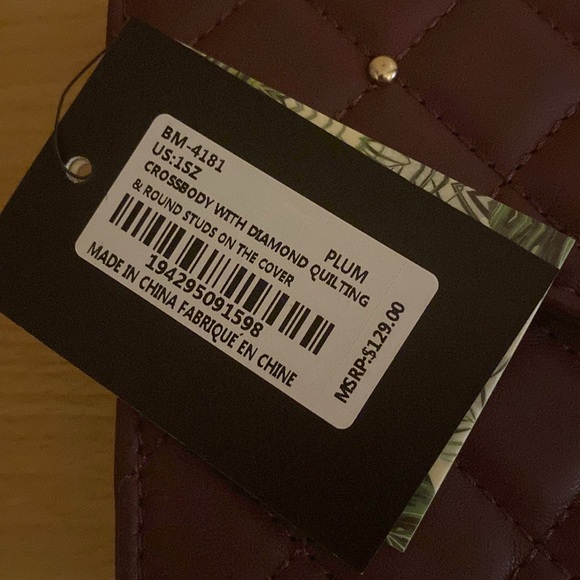 BM-4181
US:1SZ
PLUM
CROSSBODY WITH DIAMOND QUILTING
& ROUND STUDS ON THE COVER
194295091598
MADE IN CHINA FABRIQUÉ EN CHINE
MSRP:$129.00